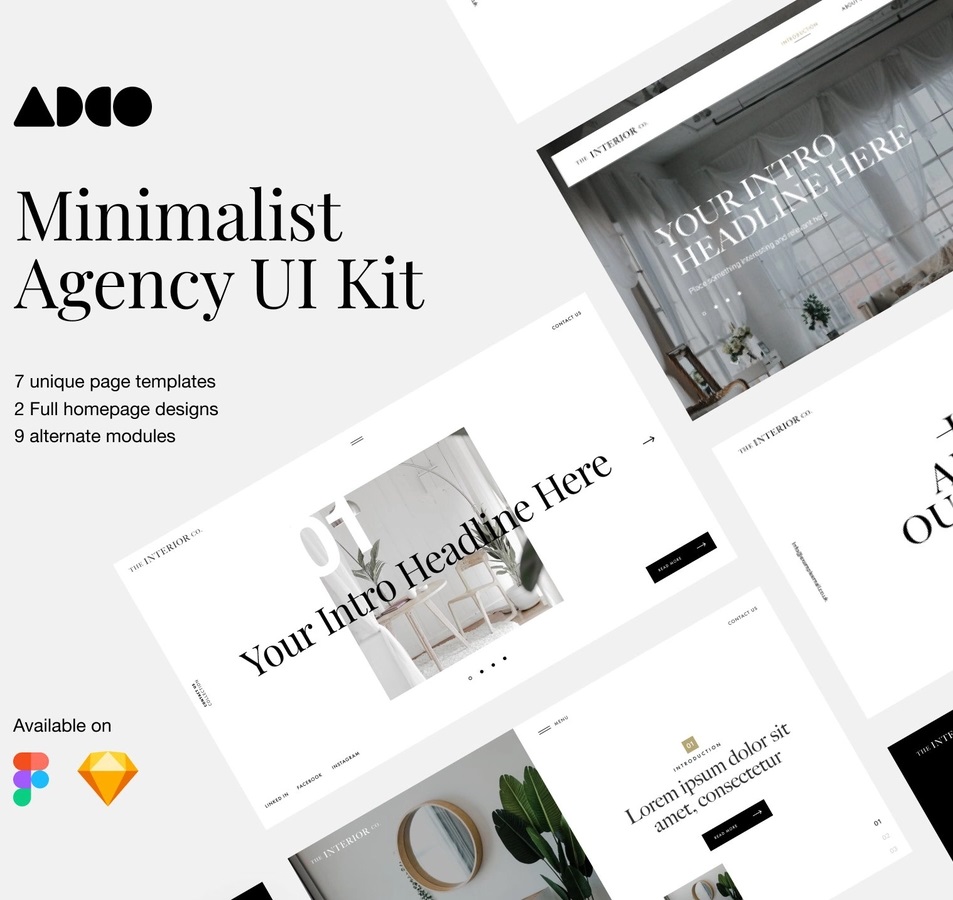 ADCO
Minimalist
Agency UI Kit
7 unique page templates
2 Full homepage designs
9 alternate modules
Available on
INTRODUCTION
ABOUT
THE INTERIOR CO.
YOUR INTRO
HEADLINE HERE
Place something interesting and relevant here
CONTACT US
THE INTERIOR CO.
01
Your Intro Headline Here
READ MORE
COLLECTION
LINKED IN
FACEBOOK
INSTAGRAM
THE INTERIOR CO.
OU
CONTACT US
MENU
01
INTRODUCTION
Lorem ipsum dolor sit
amet, consectetur
READ MORE
01
02
03
THE INTERIOR CO.
THE INTE